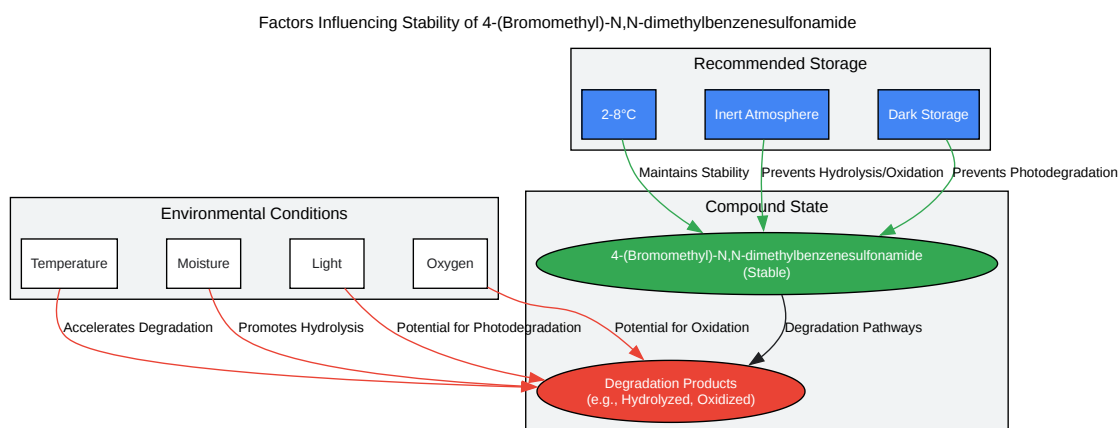 Factors Influencing Stability of 4-(Bromomethyl)-N,N-dimethylbenzenesulfonamide
Recommended Storage
2-8°C
Inert Atmosphere
Dark Storage
Maintains Stability
Prevents Hydrolysis/Oxidation
Prevents Photodegradation
Environmental Conditions
Compound State
Temperature
Moisture
Light
Oxygen
4-(Bromomethyl)-N,N-dimethylbenzenesulfonamide
(Stable)
Accelerates Degradation
Promotes Hydrolysis
Potential for Photodegradation
Potential for Oxidation
Degradation Pathways
Degradation Products
(e.g., Hydrolyzed, Oxidized)